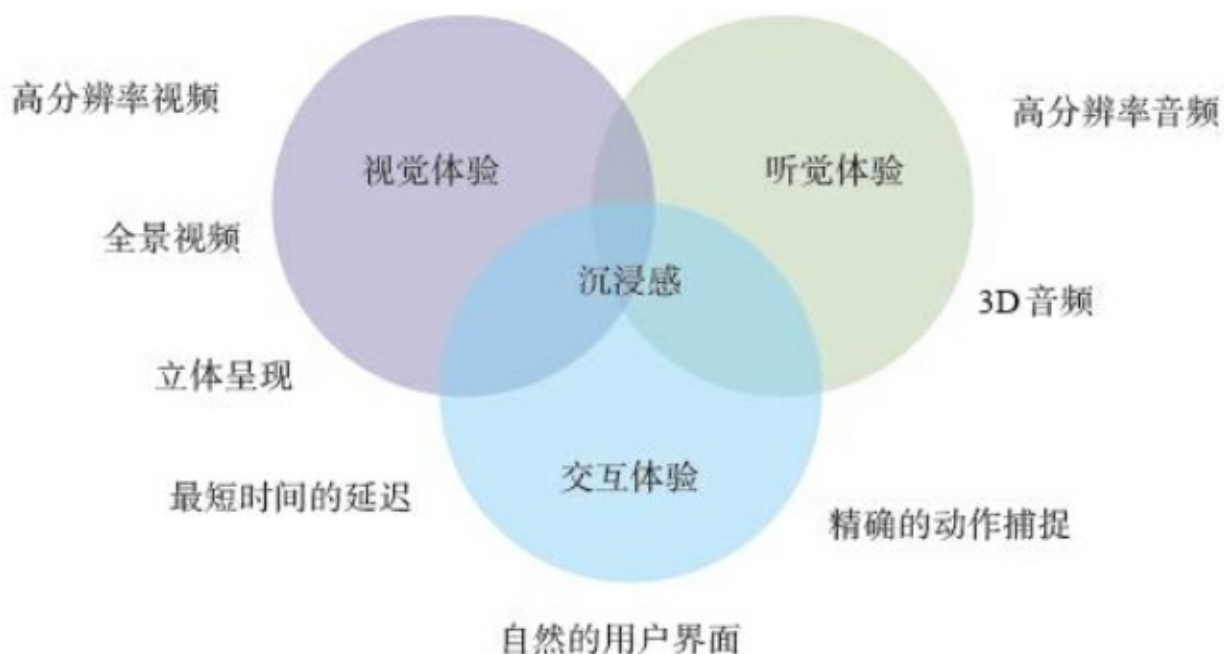 高分辨率视频
高分辨率音频
视觉体验
听觉体验
全景视频
沉浸感
3D 音频
立体呈现
交互体验
最短时间的延迟
精确的动作捕捉
自然的用户界面